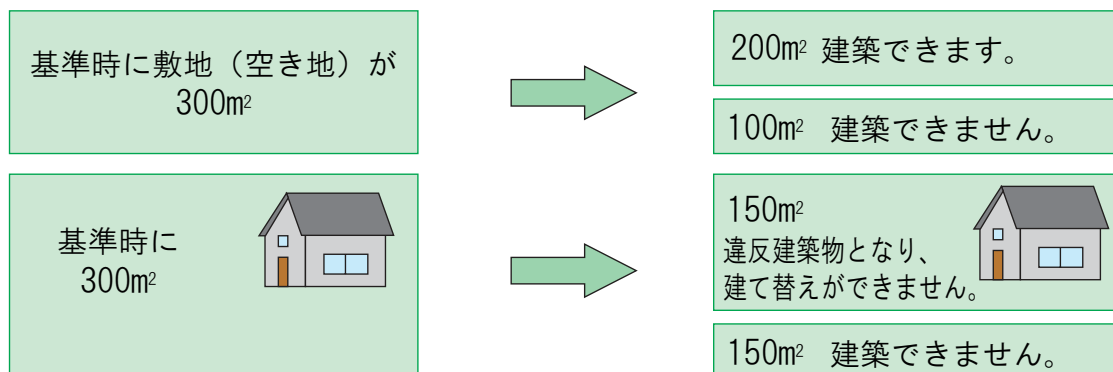 基準時に敷地（空き地）が
300m²
200m² 建築できます。
100m² 建築できません。
基準時に
300m²
150m²
違反建築物となり、
建て替えができません。
150m² 建築できません。